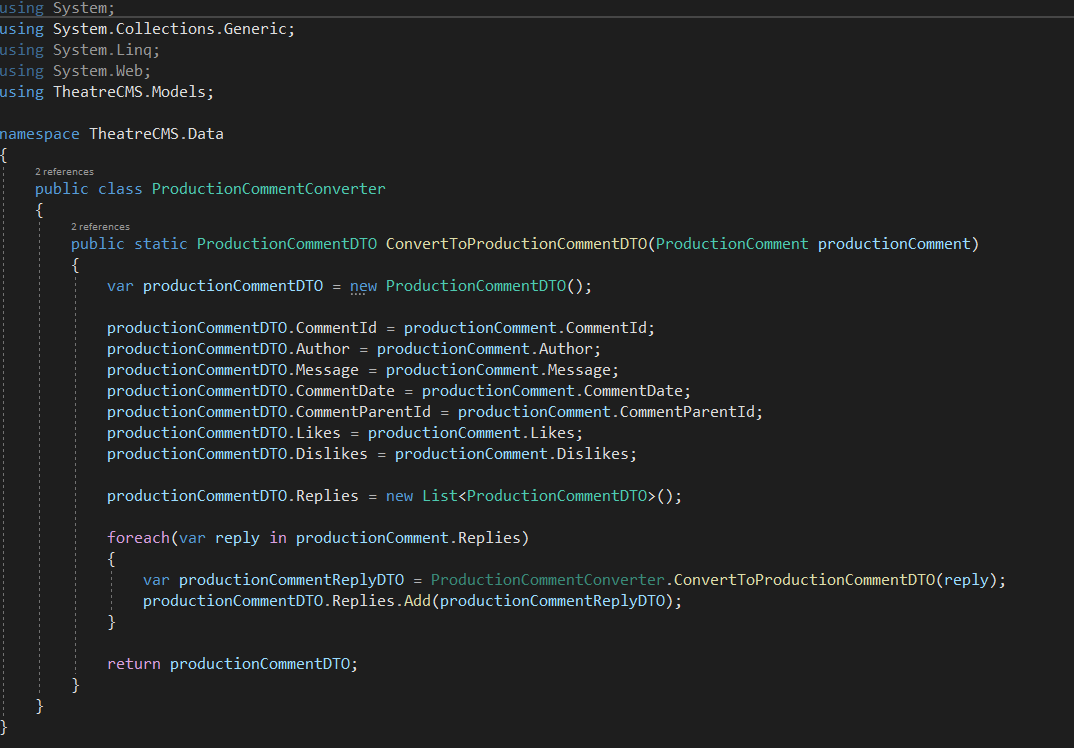 using System;
using System.Collections.Generic;
using System.Linq;
using System.Web;
using TheatreCMS.Models;
namespace TheatreCMS.Data
{
2 references
public class ProductionCommentConverter
{
2 references
public static ProductionCommentDTO ConvertToProductionCommentDTO(ProductionComment productionComment)
{
var productionCommentDTO = new ProductionCommentDTO();
productionCommentDTO.CommentId = productionComment.CommentId;
productionCommentDTO.Author = productionComment.Author;
productionCommentDTO.Message = productionComment.Message;
productionCommentDTO.CommentDate = productionComment.CommentDate;
productionCommentDTO.CommentParentId = productionComment.CommentParentId;
productionCommentDTO.Likes = productionComment.Likes;
productionCommentDTO.Dislikes = productionComment.Dislikes;
productionCommentDTO.Replies = new List<ProductionCommentDTO>();
foreach(var reply in productionComment.Replies)
{
var productionCommentReplyDTO = ProductionCommentConverter.ConvertToProductionCommentDTO(reply);
productionCommentDTO.Replies.Add(productionCommentReplyDTO);
}
return productionCommentDTO;
}
}
}